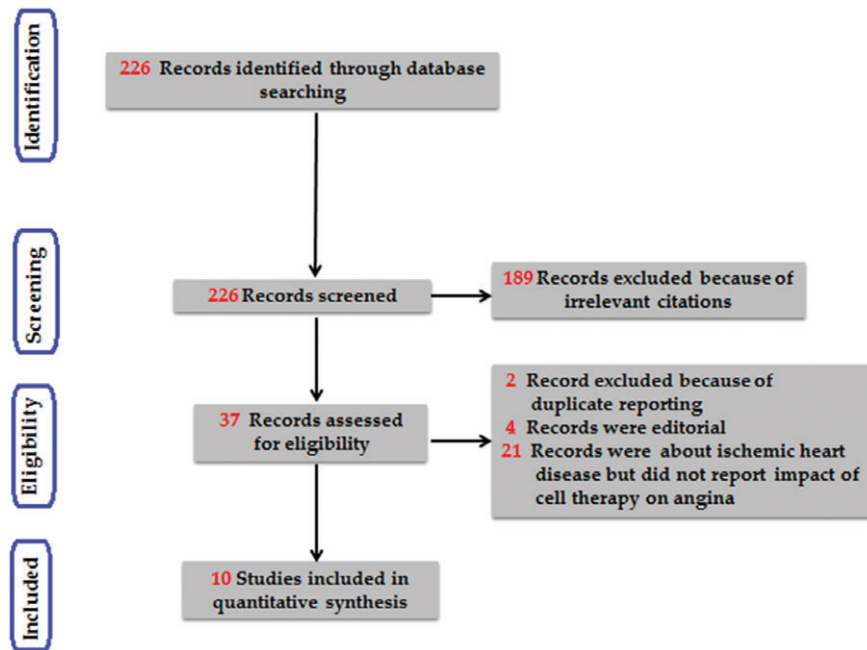 Identification
226 Records identified through database
searching
Screening
226 Records screened
189 Records excluded because of
irrelevant citations
Eligibility
37 Records assessed
for eligibility
2 Record excluded because of
duplicate reporting
4 Records were editorial
21 Records were about ischemic heart
disease but did not report impact of
cell therapy on angina
Included
10 Studies included in
quantitative synthesis